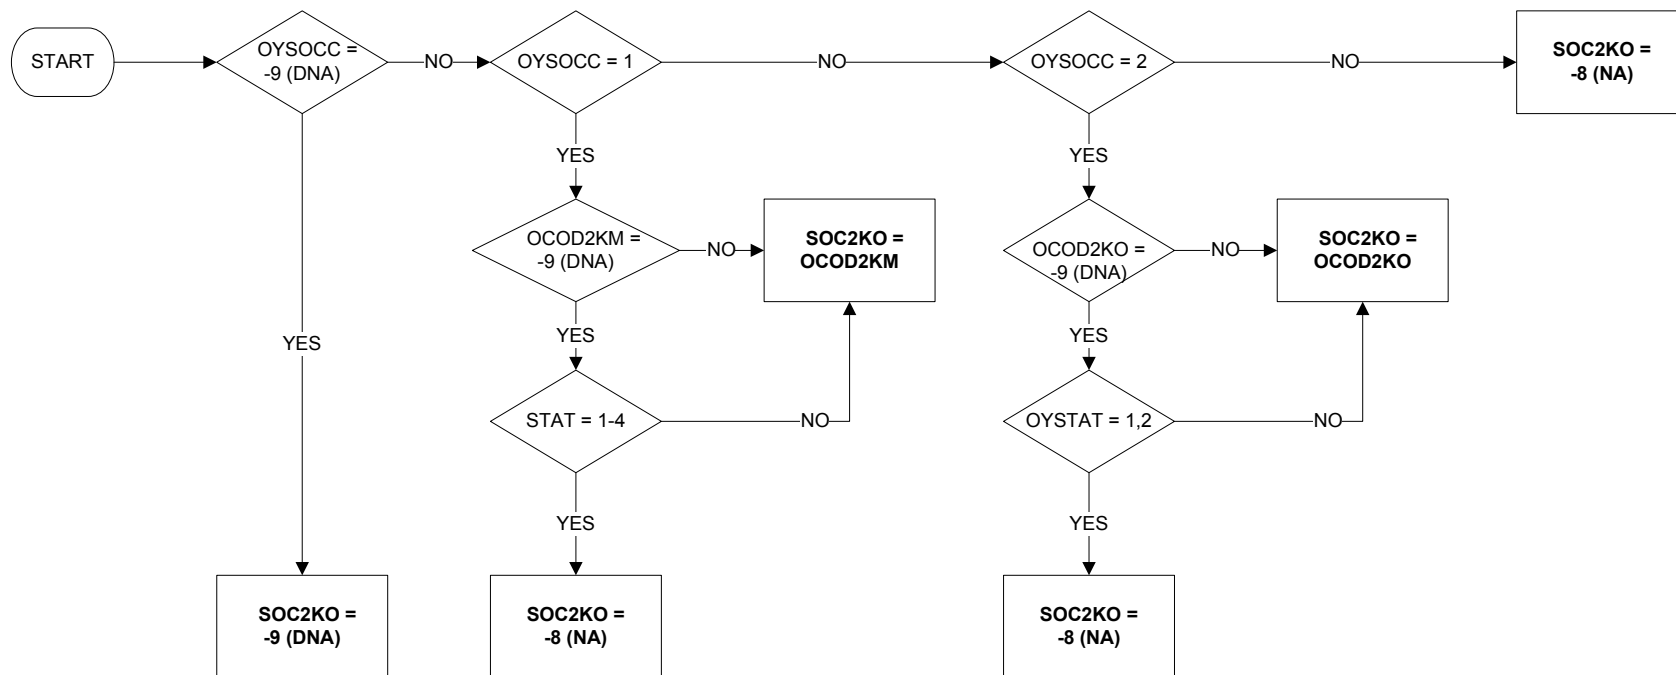 START
OYSOCC =
-9 (DNA)
NO
OYSOCC = 1
NO
OYSOCC = 2
NO
SOC2KO =
-8 (NA)
YES
YES
OCOD2KM =
-9 (DNA)
NO
SOC2KO =
OCOD2KM
OCOD2KO =
-9 (DNA)
NO
SOC2KO =
OCOD2KO
YES
YES
YES
STAT = 1-4
NO
OYSTAT = 1,2
NO
YES
YES
SOC2KO =
-9 (DNA)
SOC2KO =
-8 (NA)
SOC2KO =
-8 (NA)